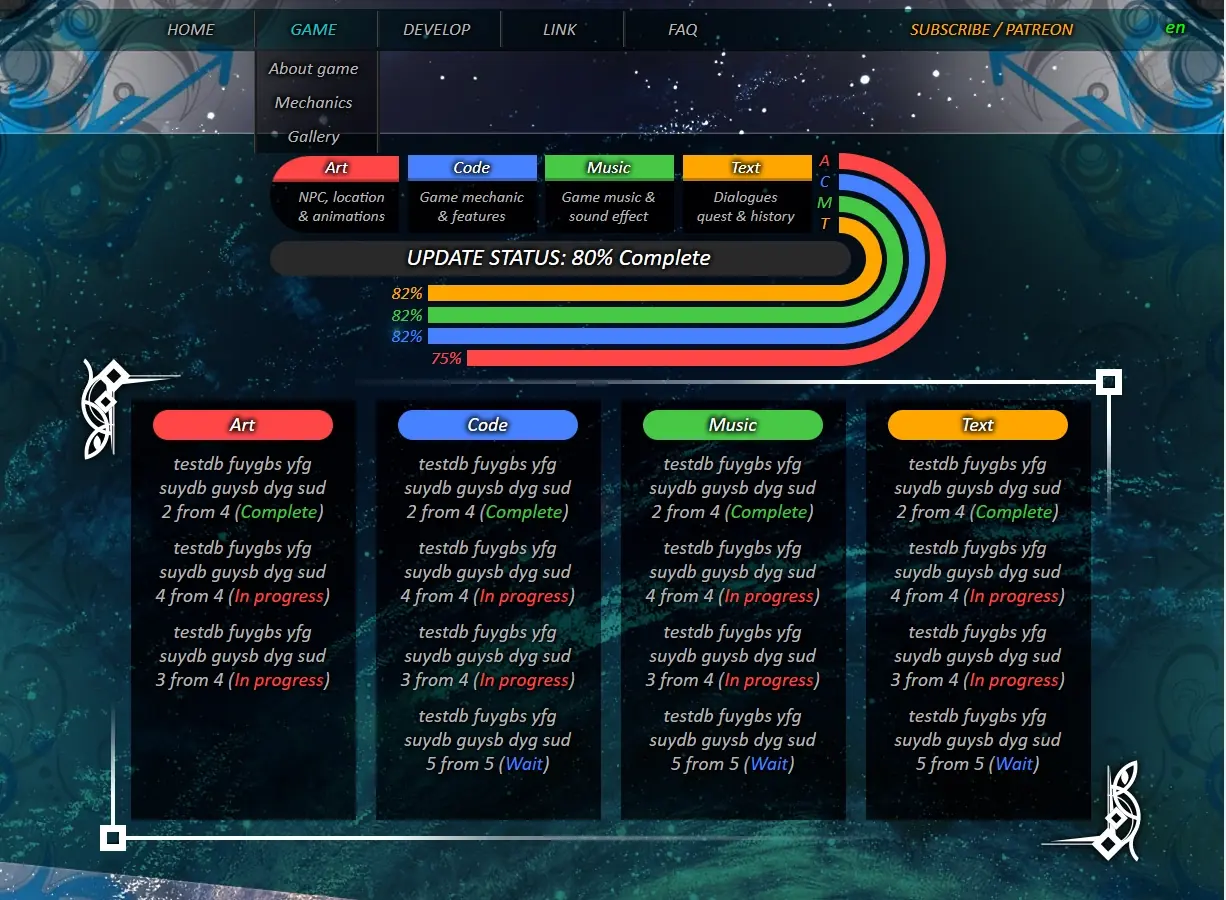 HOME GAME DEVELOP LINK FAQ SUBSCRIBE / PATREON en
About game
Mechanics
Gallery
Art Code Music Text
NPC, location
& animations
Game mechanic
& features
Game music &
sound effect
Dialogues
quest & history
A
C
M
T
UPDATE STATUS: 80% Complete
82%
82%
82%
75%
Art
testdb fuygbs yfg
suydb guysb dyg sud
2 from 4 (Complete)
testdb fuygbs yfg
suydb guysb dyg sud
4 from 4 (In progress)
testdb fuygbs yfg
suydb guysb dyg sud
3 from 4 (In progress)
Code
testdb fuygbs yfg
suydb guysb dyg sud
2 from 4 (Complete)
testdb fuygbs yfg
suydb guysb dyg sud
4 from 4 (In progress)
testdb fuygbs yfg
suydb guysb dyg sud
3 from 4 (In progress)
testdb fuygbs yfg
suydb guysb dyg sud
5 from 5 (Wait)
Music
testdb fuygbs yfg
suydb guysb dyg sud
2 from 4 (Complete)
testdb fuygbs yfg
suydb guysb dyg sud
4 from 4 (In progress)
testdb fuygbs yfg
suydb guysb dyg sud
3 from 4 (In progress)
testdb fuygbs yfg
suydb guysb dyg sud
5 from 5 (Wait)
Text
testdb fuygbs yfg
suydb guysb dyg sud
2 from 4 (Complete)
testdb fuygbs yfg
suydb guysb dyg sud
4 from 4 (In progress)
testdb fuygbs yfg
suydb guysb dyg sud
3 from 4 (In progress)
testdb fuygbs yfg
suydb guysb dyg sud
5 from 5 (Wait)